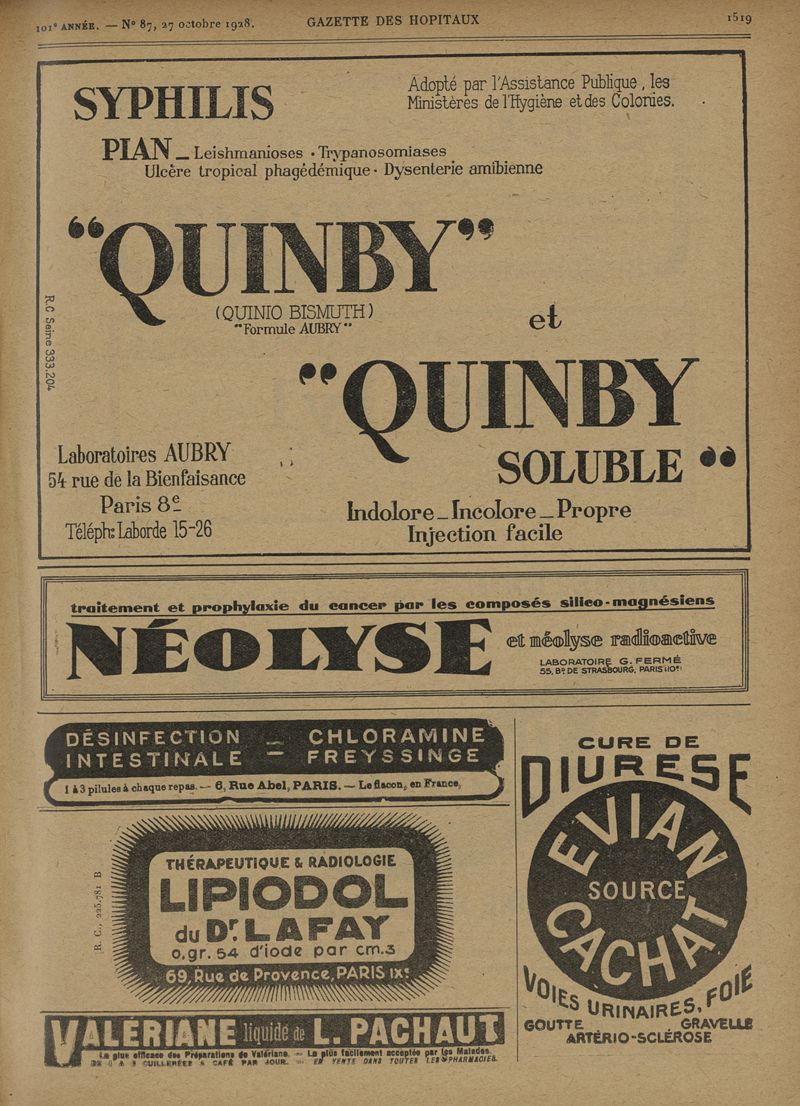 101e ANNÉE. — No 87, 27 octobre 1928.
GAZETTE DES HOPITAUX
1519
SYPHILIS
Adopté par l'Assistance Publique, les
Ministères de l'Hygiène et des Colonies.
PIAN _ Leishmanioses • Trypanosomiases
Ulcère tropical phagédémique • Dysenterie amibienne
"QUINBY"
(QUINIO BISMUTH)
"Formule AUBRY"
et
"QUINBY
SOLUBLE "
R.C Seine 333.204
Laboratoires AUBRY
54 rue de la Bienfaisance
Paris 8e
Téléph: Laborde 15-26
Indolore _ Incolore _ Propre
Injection facile
traitement et prophylaxie du cancer par les composés silico-magnésiens
NÉOLYSE
et néolyse radioactive
LABORATOIRE G. FERMÉ
55, Bd DE STRASBOURG, PARIS (10e)
DÉSINFECTION — CHLORAMINE
INTESTINALE — FREYSSINGE
1 à 3 pilules à chaque repas. — 6, Rue Abel, PARIS. — Le flacon, en France,
THÉRAPEUTIQUE & RADIOLOGIE
LIPIODOL
du Dr. LAFAY
0,gr. 54 d'iode par cm.3
69, Rue de Provence, PARIS IXe
R. C., 225.781 B
VALÉRIANE liquide de L. PACHAUT
La plus efficace des Préparations de Valériane. — La plus facilement acceptée par les Malades.
CUILLERÉES à CAFÉ PAR JOUR. — EN VENTE DANS TOUTES LES PHARMACIES.
CURE DE
DIURESE
EVIAN
SOURCE
CACHAT
VOIES URINAIRES, FOIE
GOUTTE GRAVELLE
ARTÉRIO-SCLÉROSE